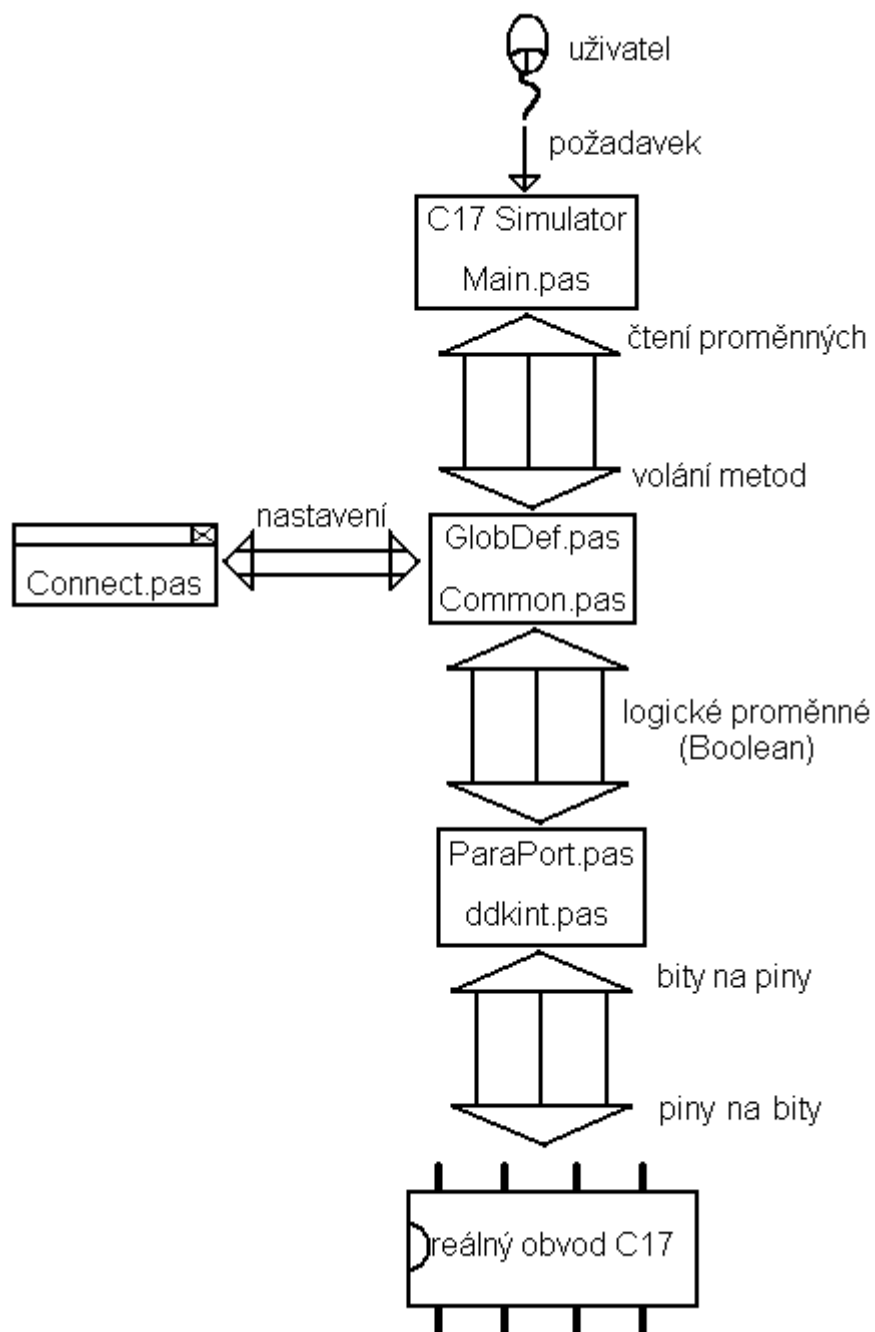 uživatel
požadavek
C17 Simulator
Main.pas
čtení proměnných
volání metod
nastavení
GlobDef.pas
Connect.pas
Common.pas
logické proměnné
(Boolean)
ParaPort.pas
ddkint.pas
bity na piny
piny na bity
reálný obvod C17